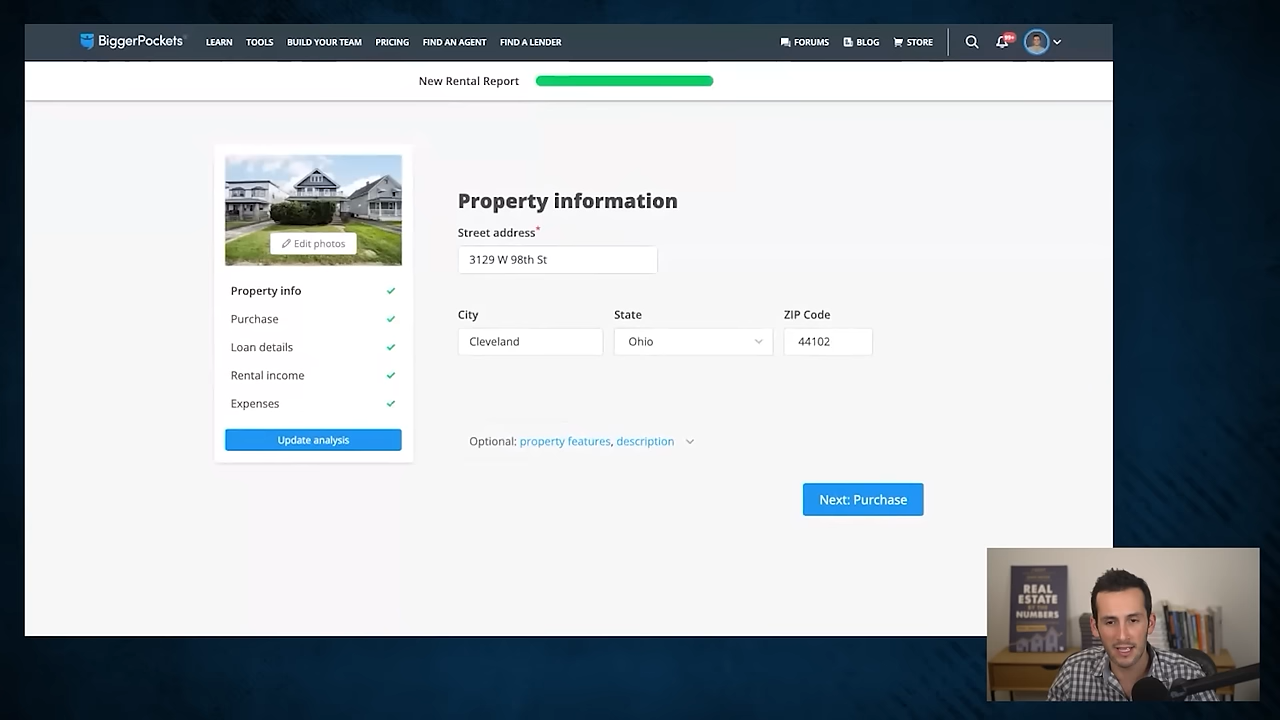 BiggerPockets
LEARN TOOLS BUILD YOUR TEAM PRICING FIND AN AGENT FIND A LENDER FORUMS BLOG STORE 99+
New Rental Report
Edit photos
Property info
Purchase
Loan details
Rental income
Expenses
Update analysis
Property information
Street address*
3129 W 98th St
City State ZIP Code
Cleveland Ohio 44102
Optional: property features, description
Next: Purchase
REAL
ESTATE
BY THE
NUMBERS